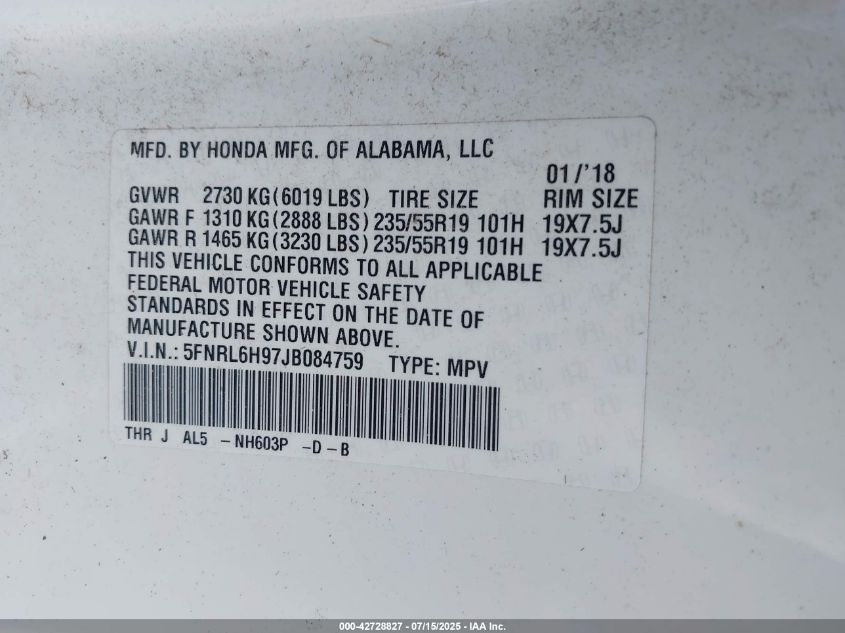 MFD. BY HONDA MFG. OF ALABAMA, LLC
01/'18
GVWR 2730 KG(6019 LBS) TIRE SIZE RIM SIZE
GAWR F 1310 KG(2888 LBS) 235/55R19 101H 19X7.5J
GAWR R 1465 KG(3230 LBS) 235/55R19 101H 19X7.5J
THIS VEHICLE CONFORMS TO ALL APPLICABLE
FEDERAL MOTOR VEHICLE SAFETY
STANDARDS IN EFFECT ON THE DATE OF
MANUFACTURE SHOWN ABOVE.
V.I.N.: 5FNRL6H97JB084759 TYPE: MPV
THR J AL5 -NH603P -D-B
000-42728827 - 07/15/2025 - IAA Inc.